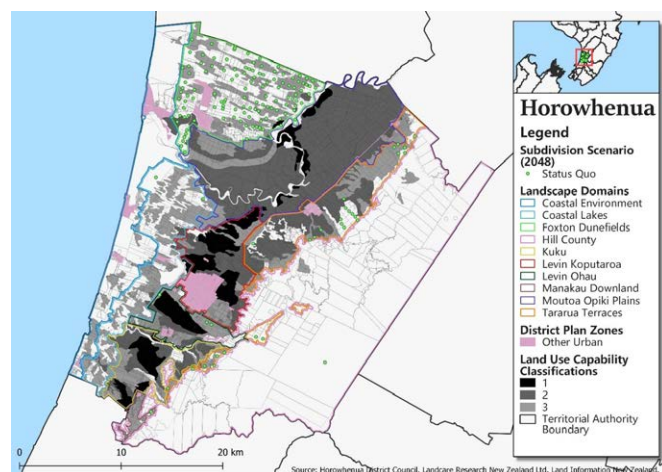 Horowhenua
Legend
Subdivision Scenario
(2048)
Status Quo
Landscape Domains
Coastal Environment
Coastal Lakes
Foxton Dunefields
Hill County
Kuku
Levin Koputaroa
Levin Ohau
Manakau Downland
Moutoa Opiki Plains
Tararua Terraces
District Plan Zones
Other Urban
Land Use Capability
Classifications
1
2
3
Territorial Authority
Boundary
0 10 20 km
Source: Horowhenua District Council, Landcare Research New Zealand Ltd, Land Information New Zealand.